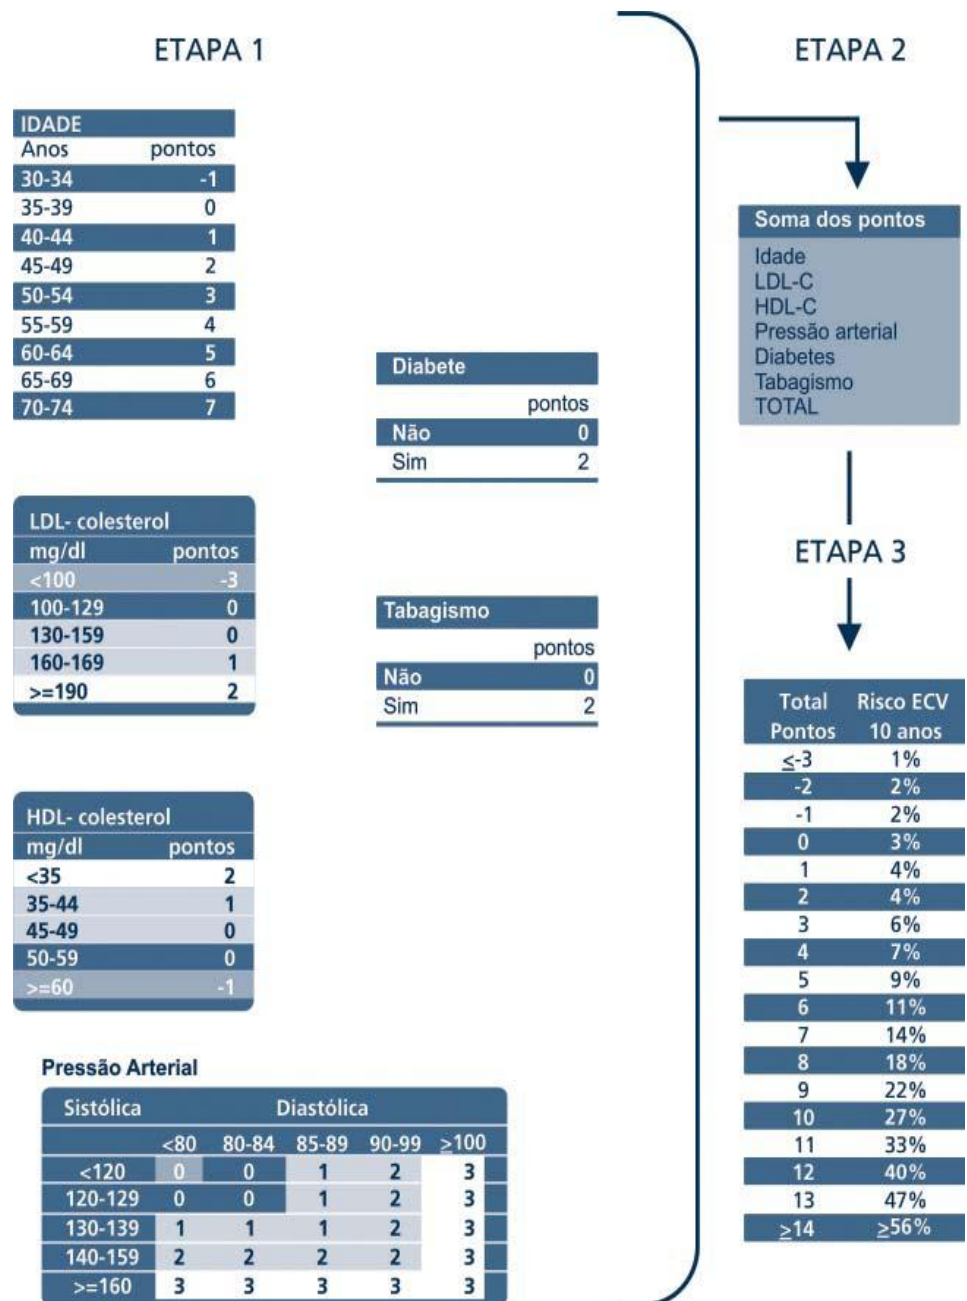 ETAPA 1
IDADE
Anos pontos
30-34 -1
35-39 0
40-44 1
45-49 2
50-54 3
55-59 4
60-64 5
65-69 6
70-74 7
LDL- colesterol
mg/dl pontos
<100 -3
100-129 0
130-159 0
160-169 1
>=190 2
HDL- colesterol
mg/dl pontos
<35 2
35-44 1
45-49 0
50-59 0
>=60 -1
Diabete
pontos
Não 0
Sim 2
Tabagismo
pontos
Não 0
Sim 2
Pressão Arterial
Sistólica Diastólica
<80 80-84 85-89 90-99 ≥100
<120 0 0 1 2 3
120-129 0 0 1 2 3
130-139 1 1 1 2 3
140-159 2 2 2 2 3
>=160 3 3 3 3 3
ETAPA 2
Soma dos pontos
Idade
LDL-C
HDL-C
Pressão arterial
Diabetes
Tabagismo
TOTAL
ETAPA 3
Total Risco ECV
Pontos 10 anos
≤-3 1%
-2 2%
-1 2%
0 3%
1 4%
2 4%
3 6%
4 7%
5 9%
6 11%
7 14%
8 18%
9 22%
10 27%
11 33%
12 40%
13 47%
≥14 ≥56%